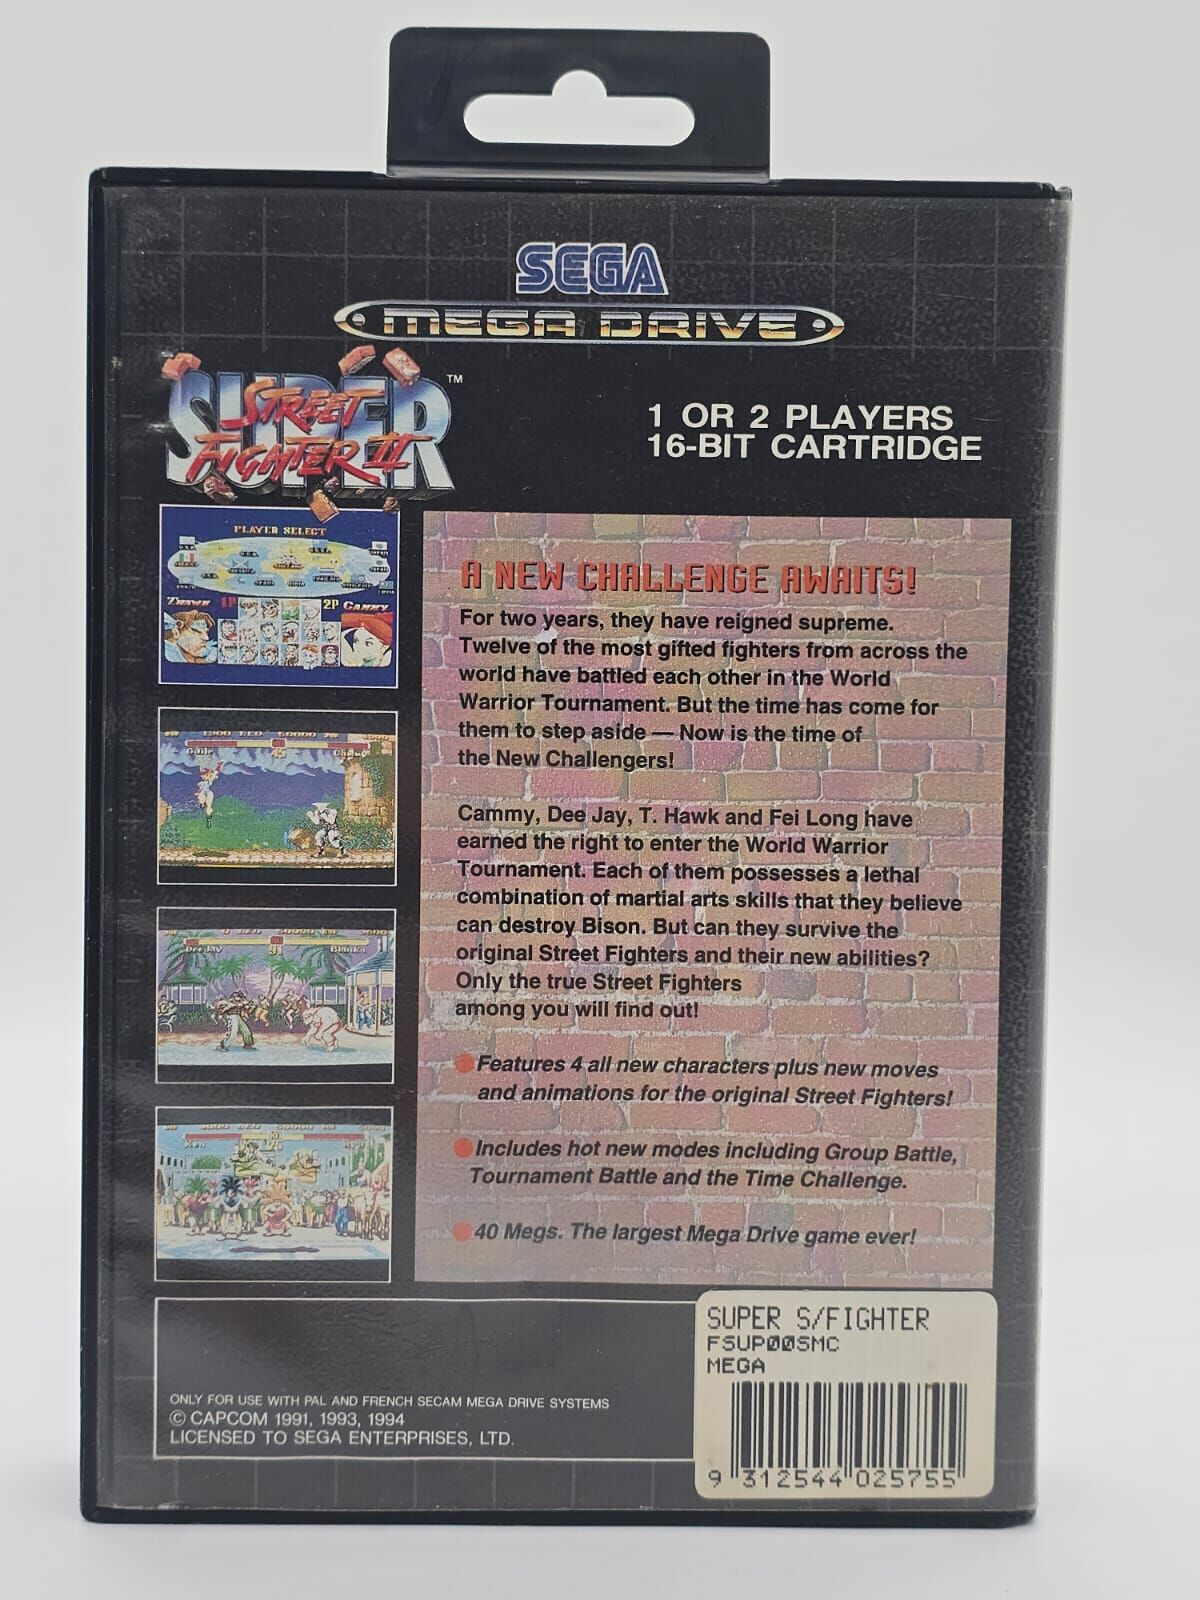 SEGA
MEGA DRIVE
SUPER
STREET
FIGHTER II
TM
1 OR 2 PLAYERS
16-BIT CARTRIDGE
PLAYER SELECT
T.HAWK 1P 2P CAMMY
A NEW CHALLENGE AWAITS!
For two years, they have reigned supreme.
Twelve of the most gifted fighters from across the
world have battled each other in the World
Warrior Tournament. But the time has come for
them to step aside — Now is the time of
the New Challengers!
Cammy, Dee Jay, T. Hawk and Fei Long have
earned the right to enter the World Warrior
Tournament. Each of them possesses a lethal
combination of martial arts skills that they believe
can destroy Bison. But can they survive the
original Street Fighters and their new abilities?
Only the true Street Fighters
among you will find out!
Features 4 all new characters plus new moves
and animations for the original Street Fighters!
Includes hot new modes including Group Battle,
Tournament Battle and the Time Challenge.
40 Megs. The largest Mega Drive game ever!
ONLY FOR USE WITH PAL AND FRENCH SECAM MEGA DRIVE SYSTEMS
© CAPCOM 1991, 1993, 1994
LICENSED TO SEGA ENTERPRISES, LTD.
SUPER S/FIGHTER
FSUP00SMC
MEGA
9 312544 025755